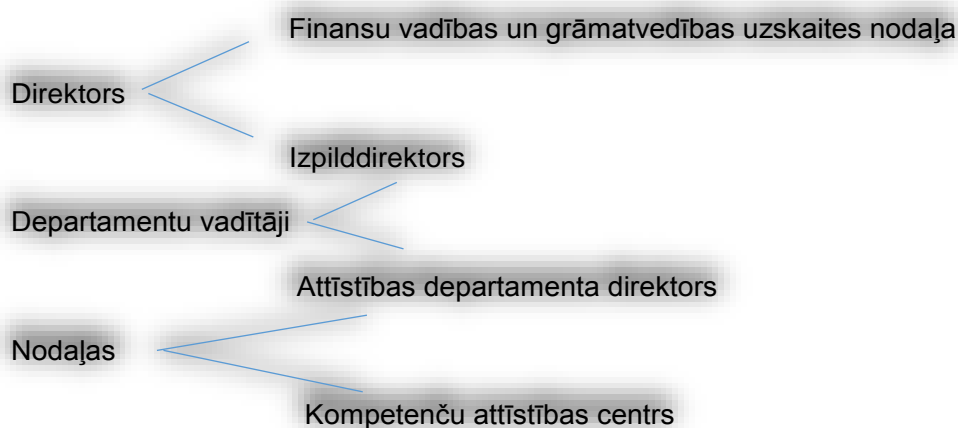 Finansu vadības un grāmatvedības uzskaites nodaļa
Direktors
Izpilddirektors
Departamentu vadītāji
Attīstības departamenta direktors
Nodaļas
Kompetenču attīstības centrs